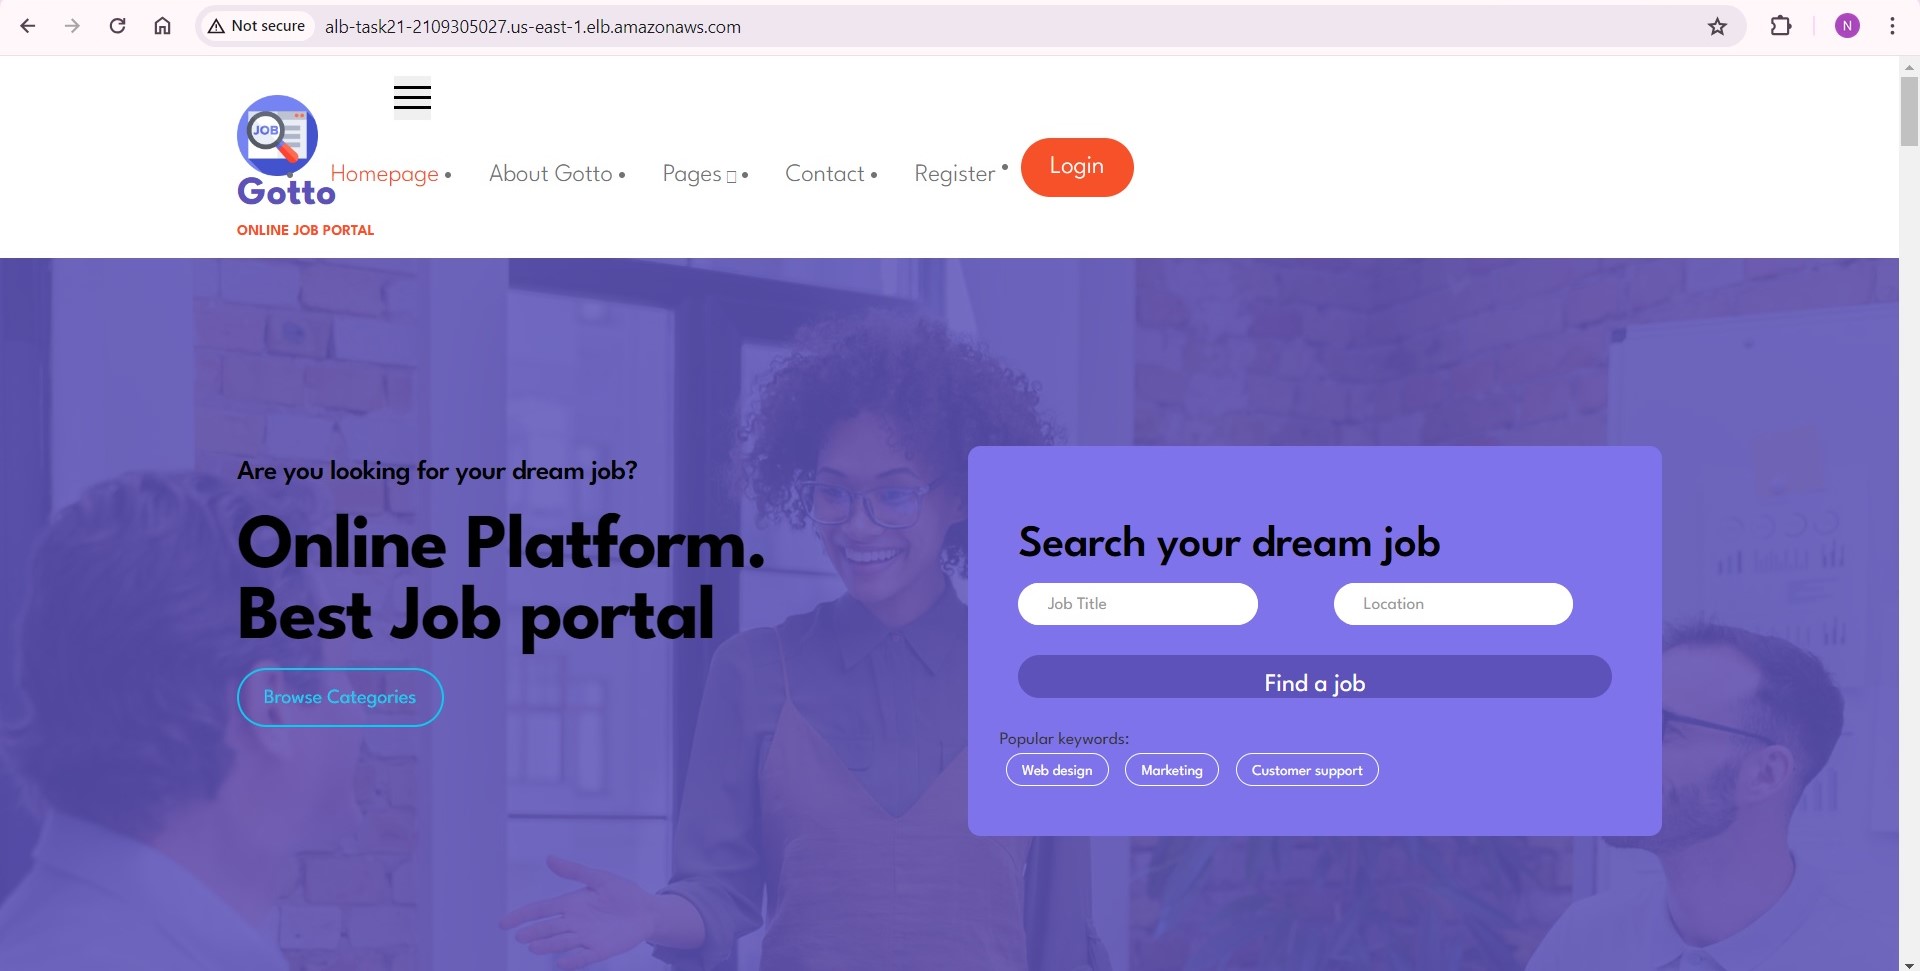 Not secure
alb-task21-2109305027.us-east-1.elb.amazonaws.com
N
JOB
Gotto
ONLINE JOB PORTAL
Homepage
About Gotto
Pages
Contact
Register
Login
Are you looking for your dream job?
Online Platform.
Best Job portal
Browse Categories
Search your dream job
Job Title
Location
Find a job
Popular keywords:
Web design
Marketing
Customer support